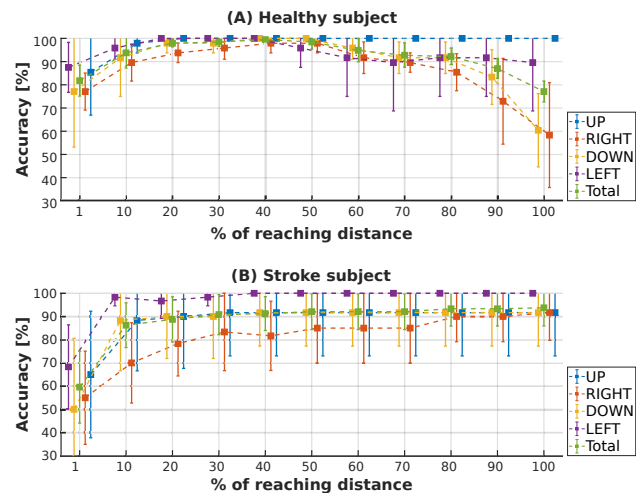 (A) Healthy subject
Accuracy [%]
100
90
80
70
60
50
40
30
1 10 20 30 40 50 60 70 80 90 100
% of reaching distance
UP
RIGHT
DOWN
LEFT
Total
(B) Stroke subject
Accuracy [%]
100
90
80
70
60
50
40
30
1 10 20 30 40 50 60 70 80 90 100
% of reaching distance
UP
RIGHT
DOWN
LEFT
Total